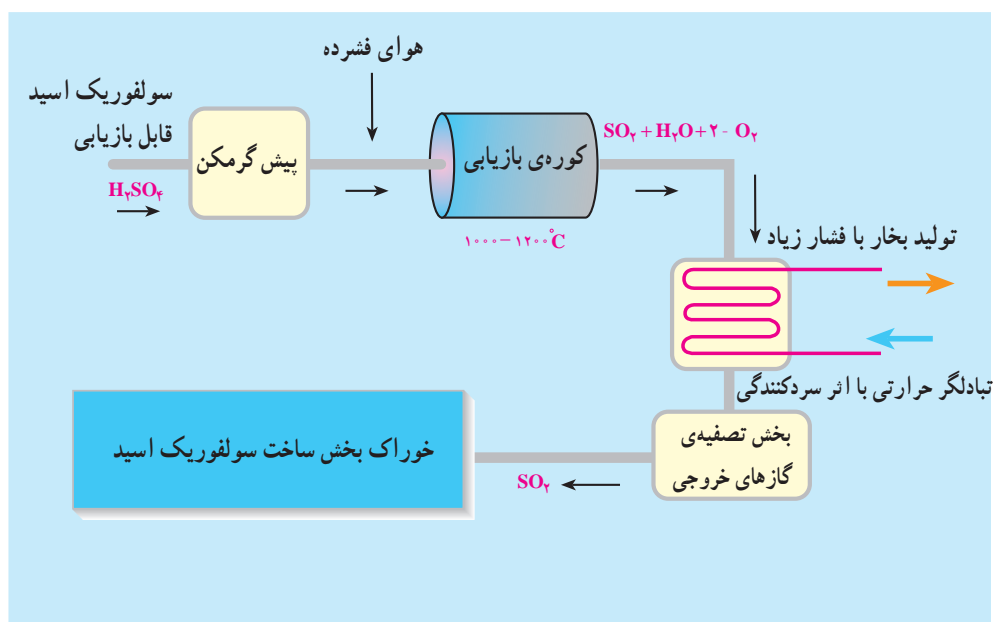 هوای فشرده
سولفوریک اسید
قابل بازیابی
H۲SO۴
پیش گرمکن
کوره‌ی بازیابی
۱۰۰۰-۱۲۰۰°C
SO۲+H۲O+۲- O۲
تولید بخار با فشار زیاد
تبادلگر حرارتی با اثر سردکنندگی
بخش تصفیه‌ی
گازهای خروجی
SO۲
خوراک بخش ساخت سولفوریک اسید